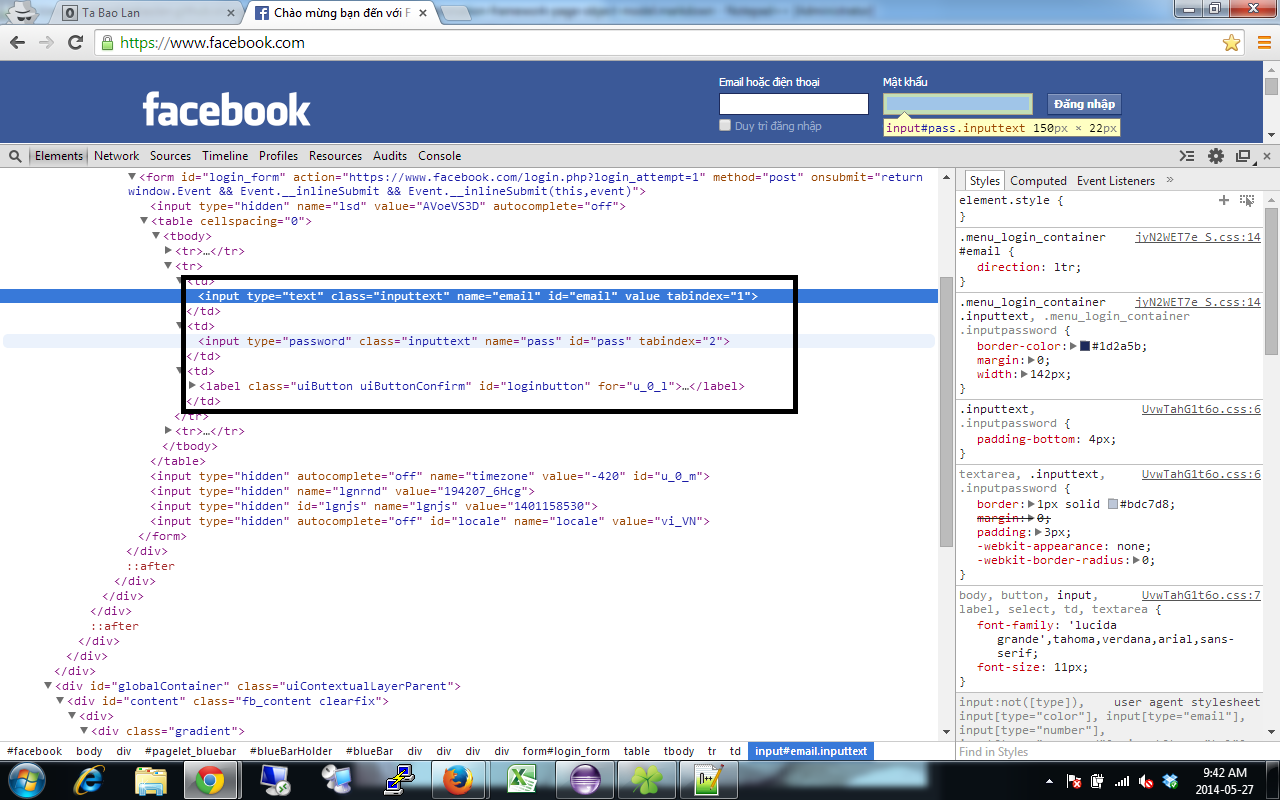 Ta Bao Lan
Chào mừng bạn đến với F
https://www.facebook.com
Email hoặc điện thoại
Mật khẩu
facebook
Đăng nhập
Duy trì đăng nhập
input#pass.inputtext 150px × 22px
Elements Network Sources Timeline Profiles Resources Audits Console
<form id="login_form" action="https://www.facebook.com/login.php?login_attempt=1" method="post" onsubmit="return
window.Event && Event.__inlineSubmit && Event.__inlineSubmit(this,event)">
<input type="hidden" name="lsd" value="AVoeVS3D" autocomplete="off">
<table cellspacing="0">
<tbody>
<tr>…</tr>
<tr>
<td>
<input type="text" class="inputtext" name="email" id="email" value tabindex="1">
</td>
<td>
<input type="password" class="inputtext" name="pass" id="pass" tabindex="2">
</td>
<td>
<label class="uiButton uiButtonConfirm" id="loginbutton" for="u_0_l">…</label>
</td>
</tr>
<tr>…</tr>
</tbody>
</table>
<input type="hidden" autocomplete="off" name="timezone" value="-420" id="u_0_m">
<input type="hidden" name="lgnrnd" value="194207_6Hcg">
<input type="hidden" id="lgnjs" name="lgnjs" value="1401158530">
<input type="hidden" autocomplete="off" id="locale" name="locale" value="vi_VN">
</form>
</div>
::after
</div>
</div>
</div>
::after
</div>
</div>
</div>
<div id="globalContainer" class="uiContextualLayerParent">
<div id="content" class="fb_content clearfix">
<div>
<div class="gradient">
#facebook body div #pagelet_bluebar #blueBarHolder #blueBar div div div div form#login_form table tbody tr td input#email.inputtext
Styles Computed Event Listeners »
element.style {
}
.menu_login_container jyN2WET7e_S.css:14
#email {
direction: ltr;
}
.menu_login_container jyN2WET7e_S.css:14
.inputtext, .menu_login_container
.inputpassword {
border-color: #1d2a5b;
margin: 0;
width: 142px;
}
.inputtext, UvwTahG1t6o.css:6
.inputpassword {
padding-bottom: 4px;
}
textarea, .inputtext, UvwTahG1t6o.css:6
.inputpassword {
border: 1px solid #bdc7d8;
margin: 0;
padding: 3px;
-webkit-appearance: none;
-webkit-border-radius: 0;
}
body, button, input, UvwTahG1t6o.css:7
label, select, td, textarea {
font-family: 'lucida
grande',tahoma,verdana,arial,sans-
serif;
font-size: 11px;
}
input:not([type]), user agent stylesheet
input[type="color"], input[type="email"],
input[type="number"],
Find in Styles
9:42 AM
2014-05-27